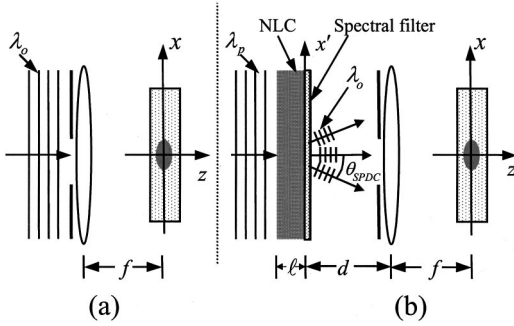 λo
x
z
f
(a)
NLC
Spectral filter
λp
x′
λo
θSPDC
x
z
ℓ
d
f
(b)